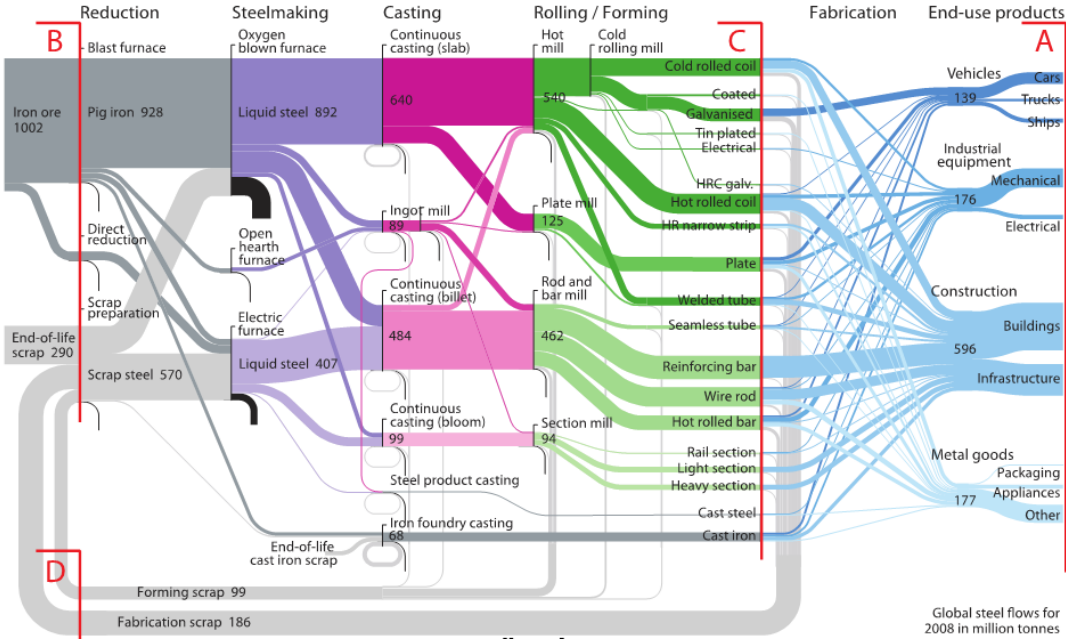 Reduction
Steelmaking
Casting
Rolling / Forming
Fabrication
End-use products
B
C
A
D
Blast furnace
Oxygen
blown furnace
Continuous
casting (slab)
Hot
mill
Cold
rolling mill
Iron ore
1002
Pig iron 928
Liquid steel 892
640
540
Cold rolled coil
Coated
Galvanised
Tin plated
Electrical
HRC galv.
Hot rolled coil
HR narrow strip
Plate
Welded tube
Seamless tube
Reinforcing bar
Wire rod
Hot rolled bar
Rail section
Light section
Heavy section
Cast steel
Cast iron
Vehicles
139
Cars
Trucks
Ships
Industrial
equipment
176
Mechanical
Electrical
Construction
596
Buildings
Infrastructure
Metal goods
177
Packaging
Appliances
Other
Direct
reduction
Open
hearth
furnace
Ingot mill
89
Plate mill
125
Scrap
preparation
Electric
furnace
Continuous
casting (billet)
484
Rod and
bar mill
462
End-of-life
scrap 290
Scrap steel 570
Liquid steel 407
Continuous
casting (bloom)
99
Section mill
94
Steel product casting
Iron foundry casting
68
End-of-life
cast iron scrap
Forming scrap 99
Fabrication scrap 186
Global steel flows for
2008 in million tonnes